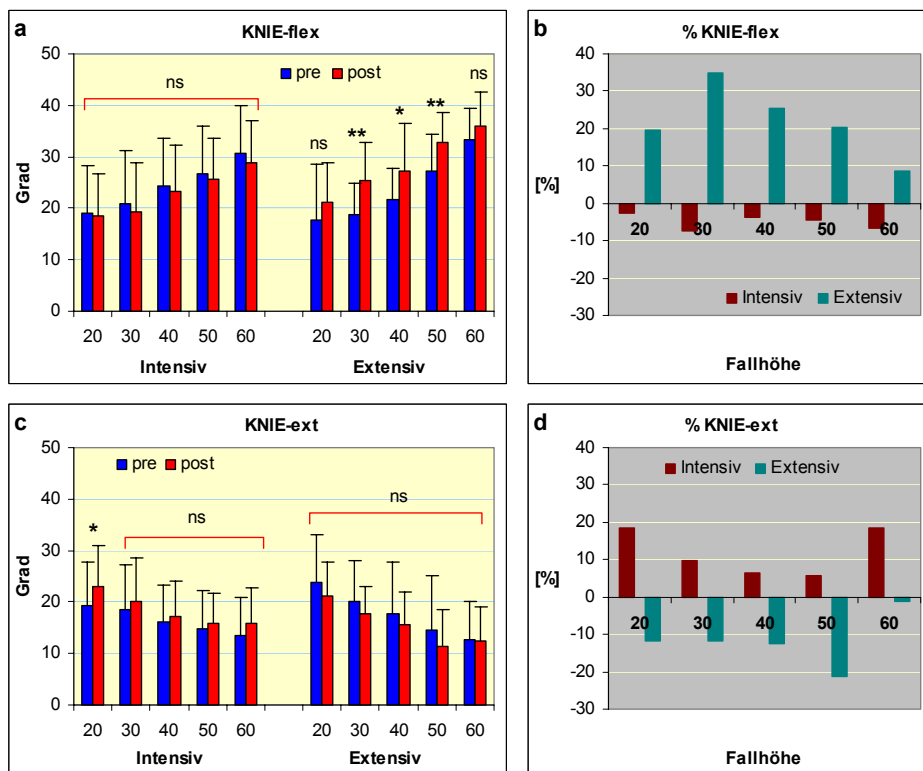 a
KNIE-flex
50
40
30
20
10
0
Grad
pre post
ns
ns
**
*
**
ns
20 30 40 50 60 20 30 40 50 60
Intensiv Extensiv
b
% KNIE-flex
40
30
20
10
0
-10
-20
-30
[%]
20 30 40 50 60
Intensiv Extensiv
Fallhöhe
c
KNIE-ext
50
40
30
20
10
0
Grad
pre post
*
ns
ns
20 30 40 50 60 20 30 40 50 60
Intensiv Extensiv
d
% KNIE-ext
40
30
20
10
0
-10
-20
-30
[%]
Intensiv Extensiv
20 30 40 50 60
Fallhöhe